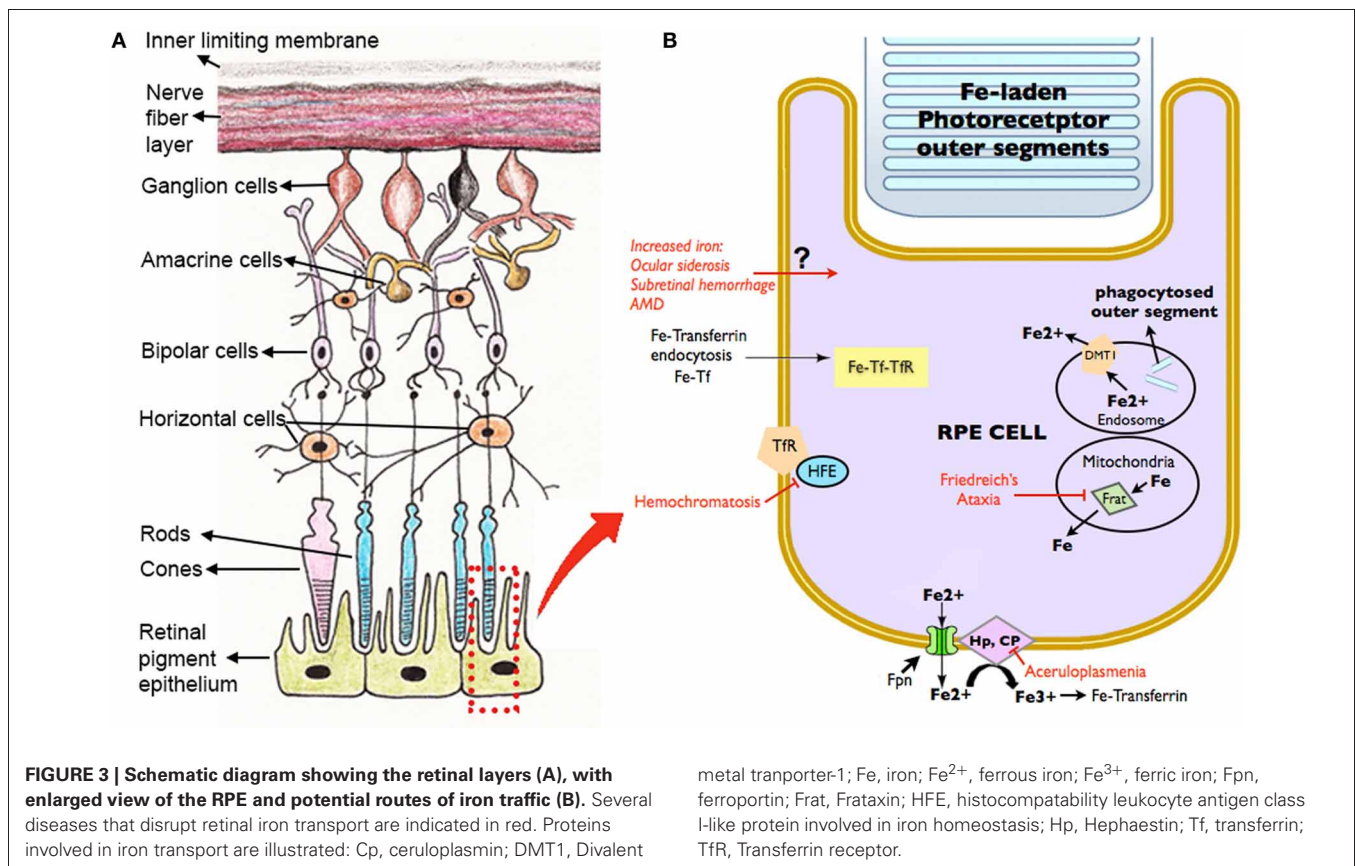 A Inner limiting membrane
Nerve
fiber
layer
Ganglion cells
Amacrine cells
Bipolar cells
Horizontal cells
Rods
Cones
Retinal
pigment
epithelium
B
Fe-laden
Photorecetptor
outer segments
Increased iron:
Ocular siderosis
Subretinal hemorrhage
AMD
?
Fe-Transferrin
endocytosis
Fe-Tf
Fe-Tf-TfR
phagocytosed
outer segment
Fe2+
DMT1
Fe2+
Endosome
RPE CELL
TfR
HFE
Hemochromatosis
Mitochondria
Fe
Friedreich's
Ataxia
Frat
Fe
Fe2+
Hp, CP
Aceruloplasmenia
Fpn
Fe2+
Fe3+ Fe-Transferrin
FIGURE 3 | Schematic diagram showing the retinal layers (A), with
enlarged view of the RPE and potential routes of iron traffic (B). Several
diseases that disrupt retinal iron transport are indicated in red. Proteins
involved in iron transport are illustrated: Cp, ceruloplasmin; DMT1, Divalent
metal tranporter-1; Fe, iron; Fe2+, ferrous iron; Fe3+, ferric iron; Fpn,
ferroportin; Frat, Frataxin; HFE, histocompatability leukocyte antigen class
I-like protein involved in iron homeostasis; Hp, Hephaestin; Tf, transferrin;
TfR, Transferrin receptor.